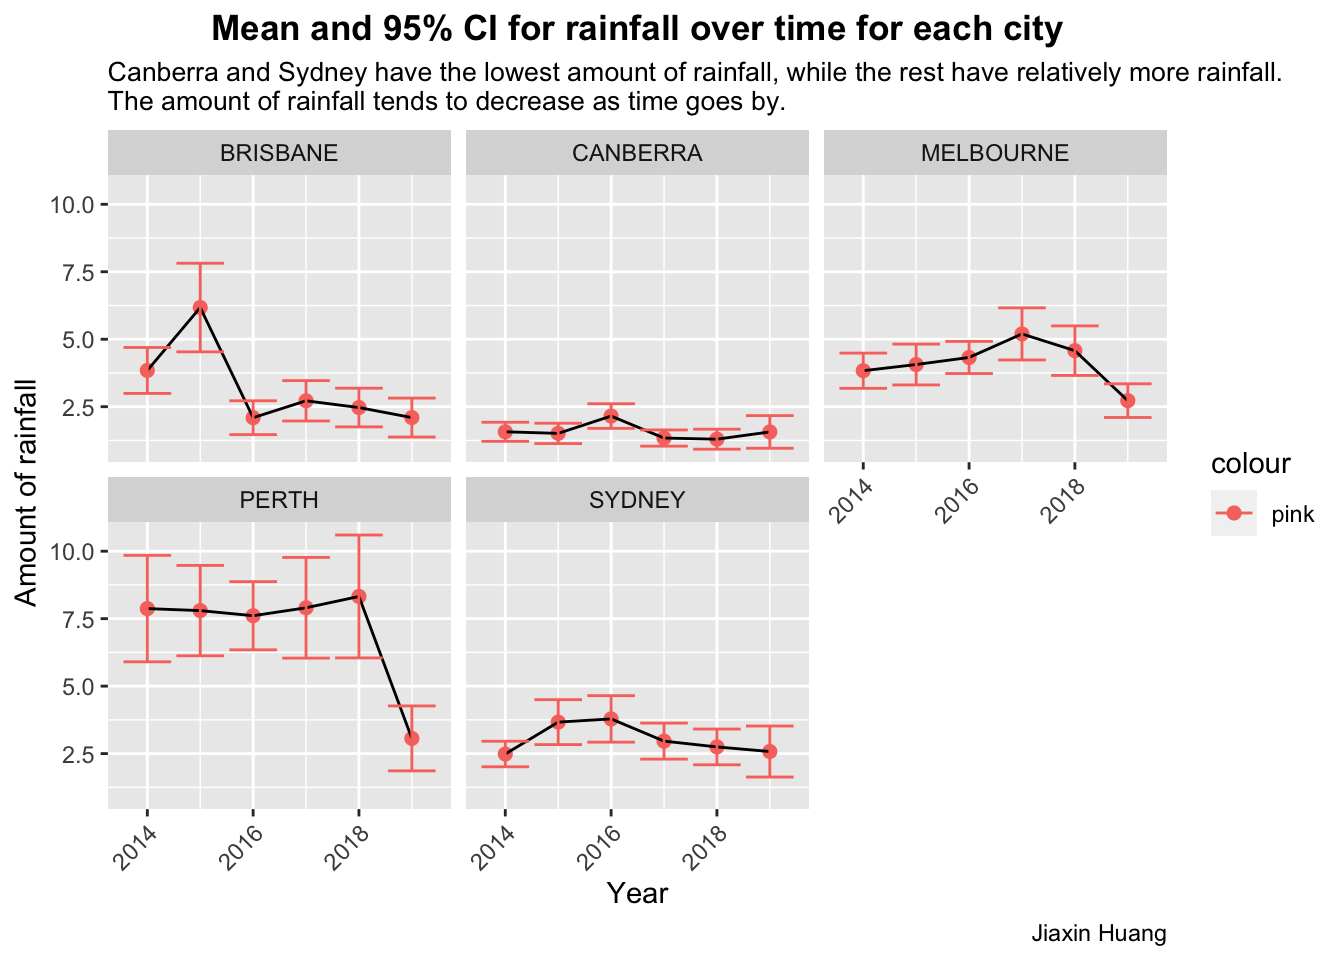 Mean and 95% CI for rainfall over time for each city
Canberra and Sydney have the lowest amount of rainfall, while the rest have relatively more rainfall.
The amount of rainfall tends to decrease as time goes by.
BRISBANE
CANBERRA
MELBOURNE
10.0
7.5
5.0
2.5
2014
2016
2018
PERTH
SYDNEY
10.0
7.5
5.0
2.5
2014
2016
2018
2014
2016
2018
Amount of rainfall
Year
colour
pink
Jiaxin Huang